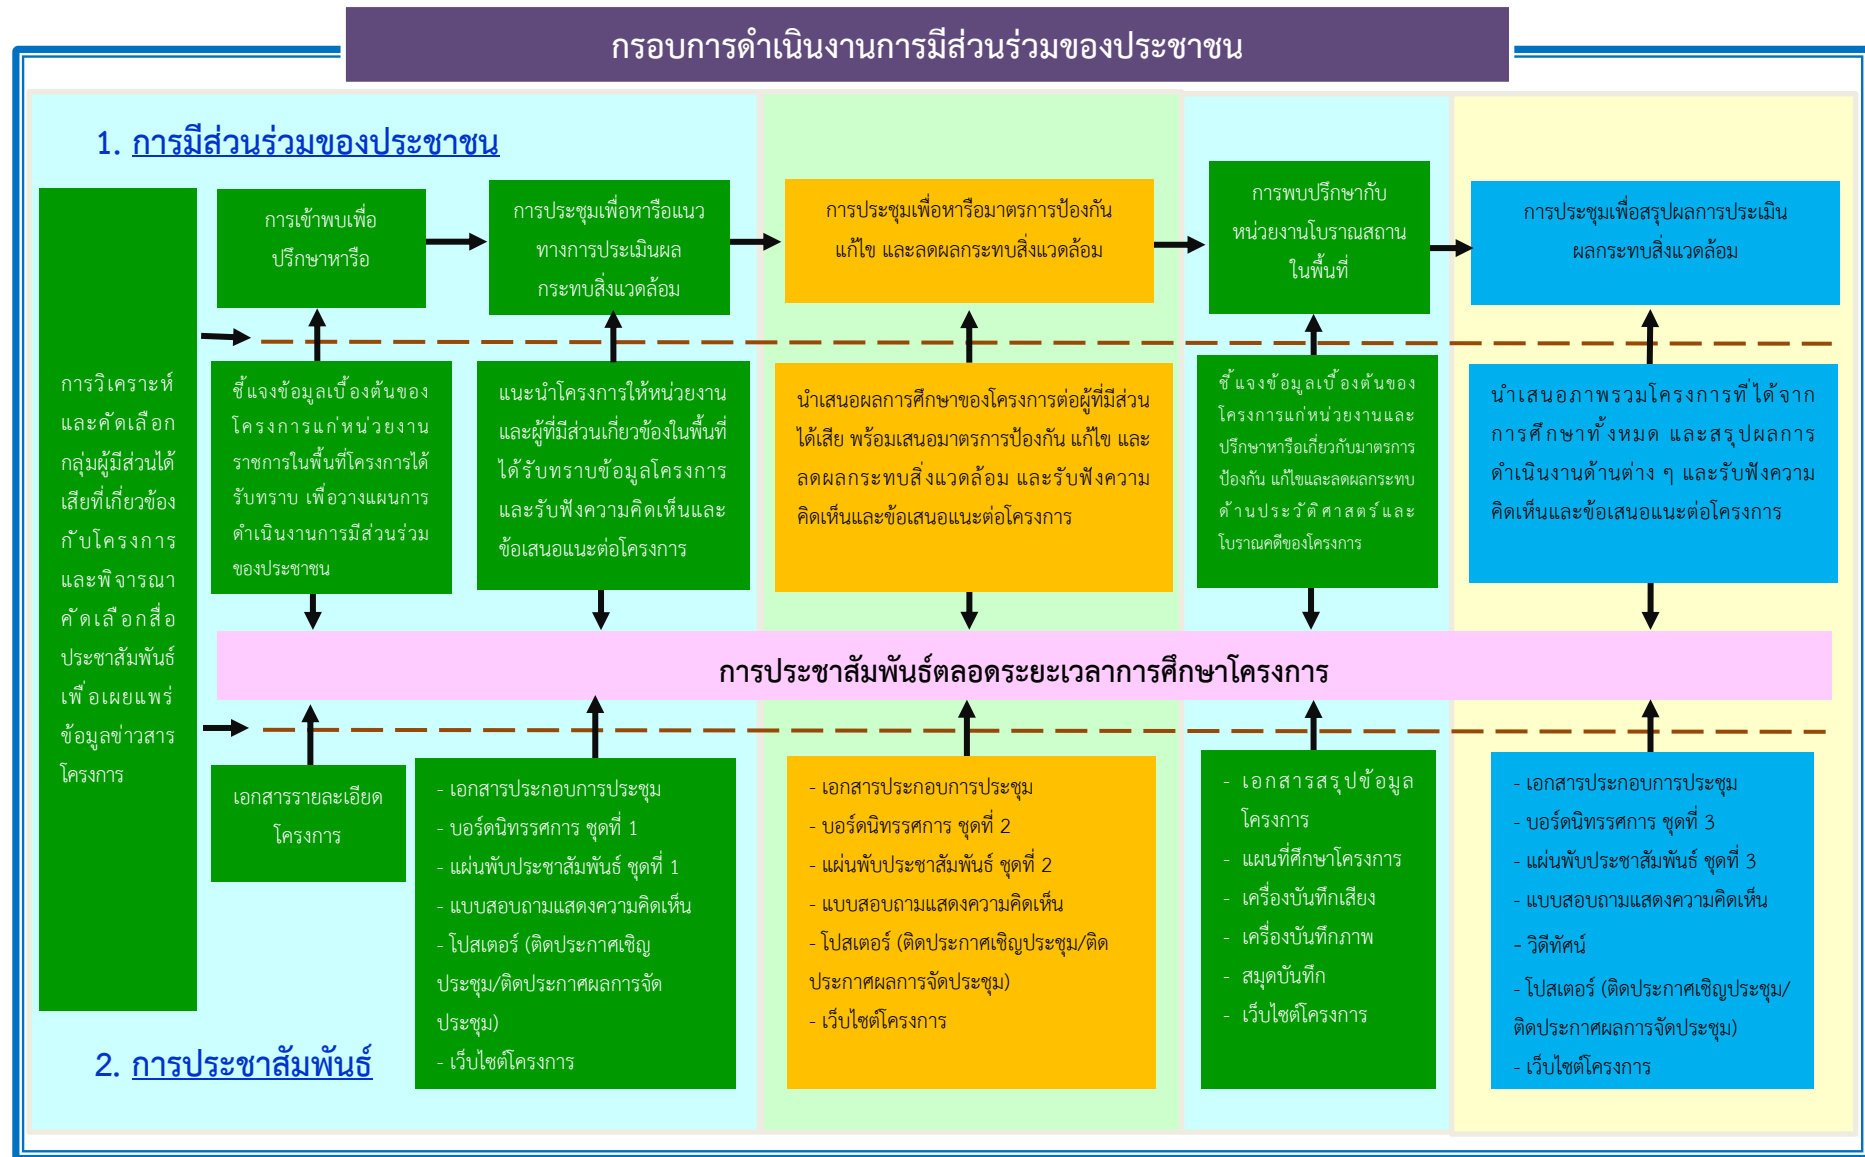 กรอบการดำเนินงานการมีส่วนร่วมของประชาชน
1. การมีส่วนร่วมของประชาชน
การวิเคราะห์
และคัดเลือก
กลุ่มผู้มีส่วนได้
เสียที่เกี่ยวข้อง
กับโครงการ
และพิจารณา
คัดเลือกสื่อ
ประชาสัมพันธ์
เพื่อเผยแพร่
ข้อมูลข่าวสาร
โครงการ
การเข้าพบเพื่อ
ปรึกษาหารือ
การประชุมเพื่อหารือแนว
ทางการประเมินผล
กระทบสิ่งแวดล้อม
การประชุมเพื่อหารือมาตรการป้องกัน
แก้ไข และลดผลกระทบสิ่งแวดล้อม
การพบปรึกษากับ
หน่วยงานโบราณสถาน
ในพื้นที่
การประชุมเพื่อสรุปผลการประเมิน
ผลกระทบสิ่งแวดล้อม
ชี้แจงข้อมูลเบื้องต้นของ
โครงการแก่หน่วยงาน
ราชการในพื้นที่โครงการได้
รับทราบ เพื่อวางแผนการ
ดำเนินงานการมีส่วนร่วม
ของประชาชน
แนะนำโครงการให้หน่วยงาน
และผู้ที่มีส่วนเกี่ยวข้องในพื้นที่
ได้รับทราบข้อมูลโครงการ
และรับฟังความคิดเห็นและ
ข้อเสนอแนะต่อโครงการ
นำเสนอผลการศึกษาของโครงการต่อผู้ที่มีส่วน
ได้เสีย พร้อมเสนอมาตรการป้องกัน แก้ไข และ
ลดผลกระทบสิ่งแวดล้อม และรับฟังความ
คิดเห็นและข้อเสนอแนะต่อโครงการ
ชี้แจงข้อมูลเบื้องต้นของ
โครงการแก่หน่วยงานและ
ปรึกษาหารือเกี่ยวกับมาตรการ
ป้องกัน แก้ไขและลดผลกระทบ
ด้านประวัติศาสตร์และ
โบราณคดีของโครงการ
นำเสนอภาพรวมโครงการที่ได้จาก
การศึกษาทั้งหมด และสรุปผลการ
ดำเนินงานด้านต่าง ๆ และรับฟังความ
คิดเห็นและข้อเสนอแนะต่อโครงการ
การประชาสัมพันธ์ตลอดระยะเวลาการศึกษาโครงการ
เอกสารรายละเอียด
โครงการ
- เอกสารประกอบการประชุม
- บอร์ดนิทรรศการ ชุดที่ 1
- แผ่นพับประชาสัมพันธ์ ชุดที่ 1
- แบบสอบถามแสดงความคิดเห็น
- โปสเตอร์ (ติดประกาศเชิญ
ประชุม/ติดประกาศผลการจัด
ประชุม)
- เว็บไซต์โครงการ
- เอกสารประกอบการประชุม
- บอร์ดนิทรรศการ ชุดที่ 2
- แผ่นพับประชาสัมพันธ์ ชุดที่ 2
- แบบสอบถามแสดงความคิดเห็น
- โปสเตอร์ (ติดประกาศเชิญประชุม/ติด
ประกาศผลการจัดประชุม)
- เว็บไซต์โครงการ
- เอกสารสรุปข้อมูล
โครงการ
- แผนที่ศึกษาโครงการ
- เครื่องบันทึกเสียง
- เครื่องบันทึกภาพ
- สมุดบันทึก
- เว็บไซต์โครงการ
- เอกสารประกอบการประชุม
- บอร์ดนิทรรศการ ชุดที่ 3
- แผ่นพับประชาสัมพันธ์ ชุดที่ 3
- แบบสอบถามแสดงความคิดเห็น
- วิดีทัศน์
- โปสเตอร์ (ติดประกาศเชิญประชุม/
ติดประกาศผลการจัดประชุม)
- เว็บไซต์โครงการ
2. การประชาสัมพันธ์